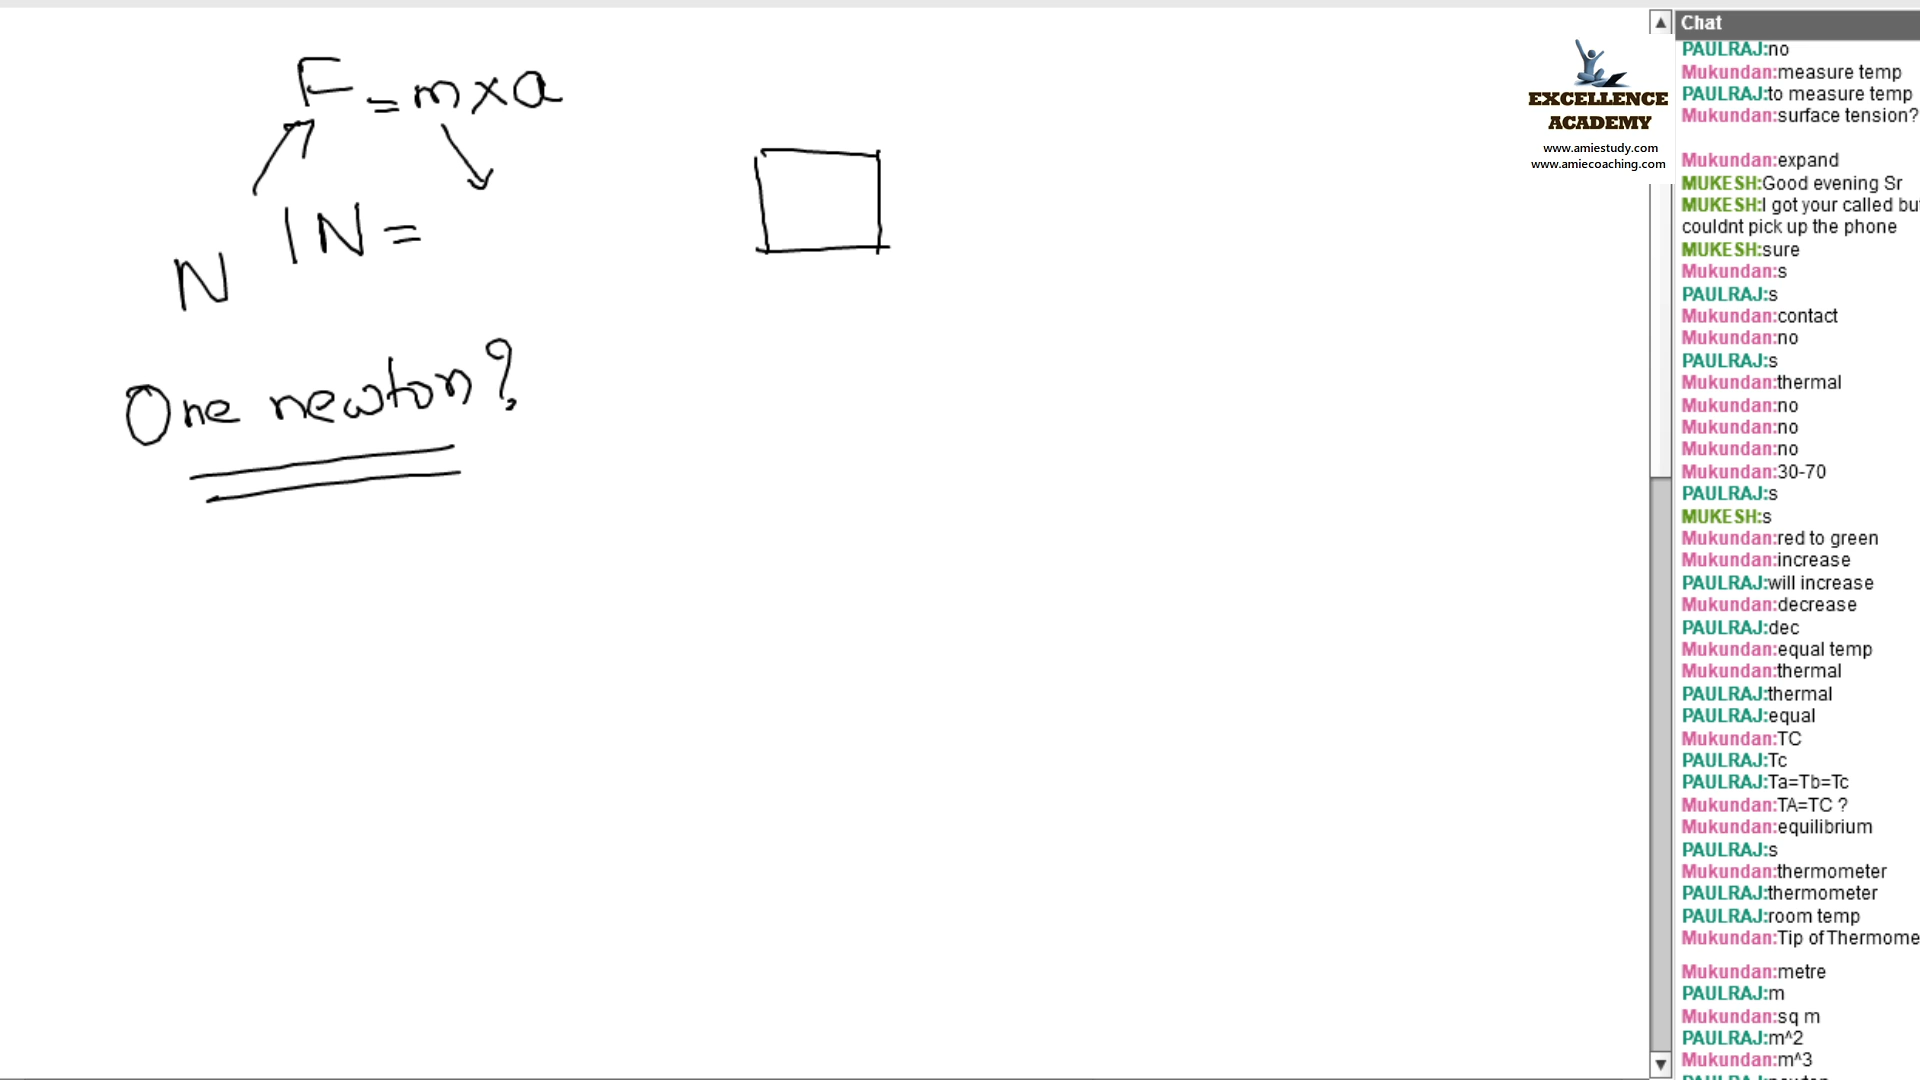 F = m × a
1N =
N
One newton?
EXCELLENCE
ACADEMY
www.amiestudy.com
www.amiecoaching.com
Chat
PAULRAJ:no
Mukundan:measure temp
PAULRAJ:to measure temp
Mukundan:surface tension?
Mukundan:expand
MUKESH:Good evening Sr
MUKESH:I got your called but
couldnt pick up the phone
MUKESH:sure
Mukundan:s
PAULRAJ:s
Mukundan:contact
Mukundan:no
PAULRAJ:s
Mukundan:thermal
Mukundan:no
Mukundan:no
Mukundan:no
Mukundan:30-70
PAULRAJ:s
MUKESH:s
Mukundan:red to green
Mukundan:increase
PAULRAJ:will increase
Mukundan:decrease
PAULRAJ:dec
Mukundan:equal temp
Mukundan:thermal
PAULRAJ:thermal
PAULRAJ:equal
Mukundan:TC
PAULRAJ:Tc
PAULRAJ:Ta=Tb=Tc
Mukundan:TA=TC ?
Mukundan:equilibrium
PAULRAJ:s
Mukundan:thermometer
PAULRAJ:thermometer
PAULRAJ:room temp
Mukundan:Tip of Thermome
Mukundan:metre
PAULRAJ:m
Mukundan:sq m
PAULRAJ:m^2
Mukundan:m^3